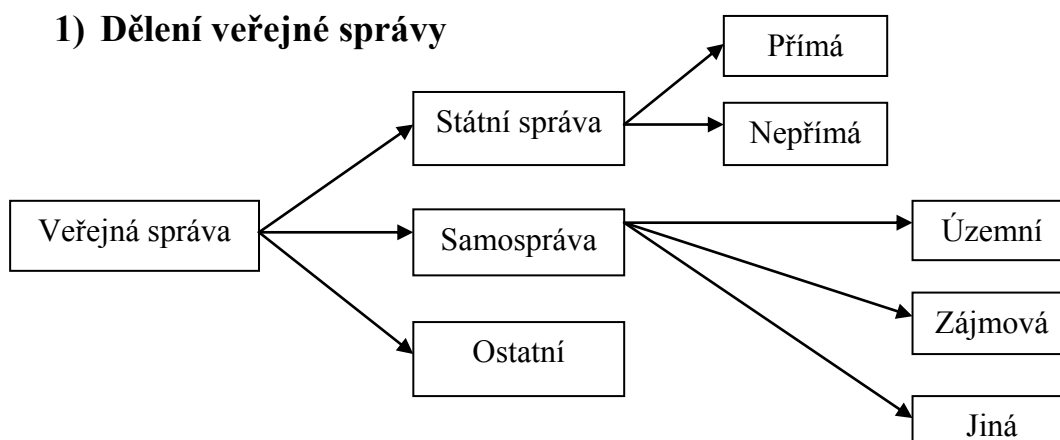 1) Dělení veřejné správy
Přímá
Státní správa
Nepřímá
Veřejná správa
Samospráva
Územní
Zájmová
Ostatní
Jiná